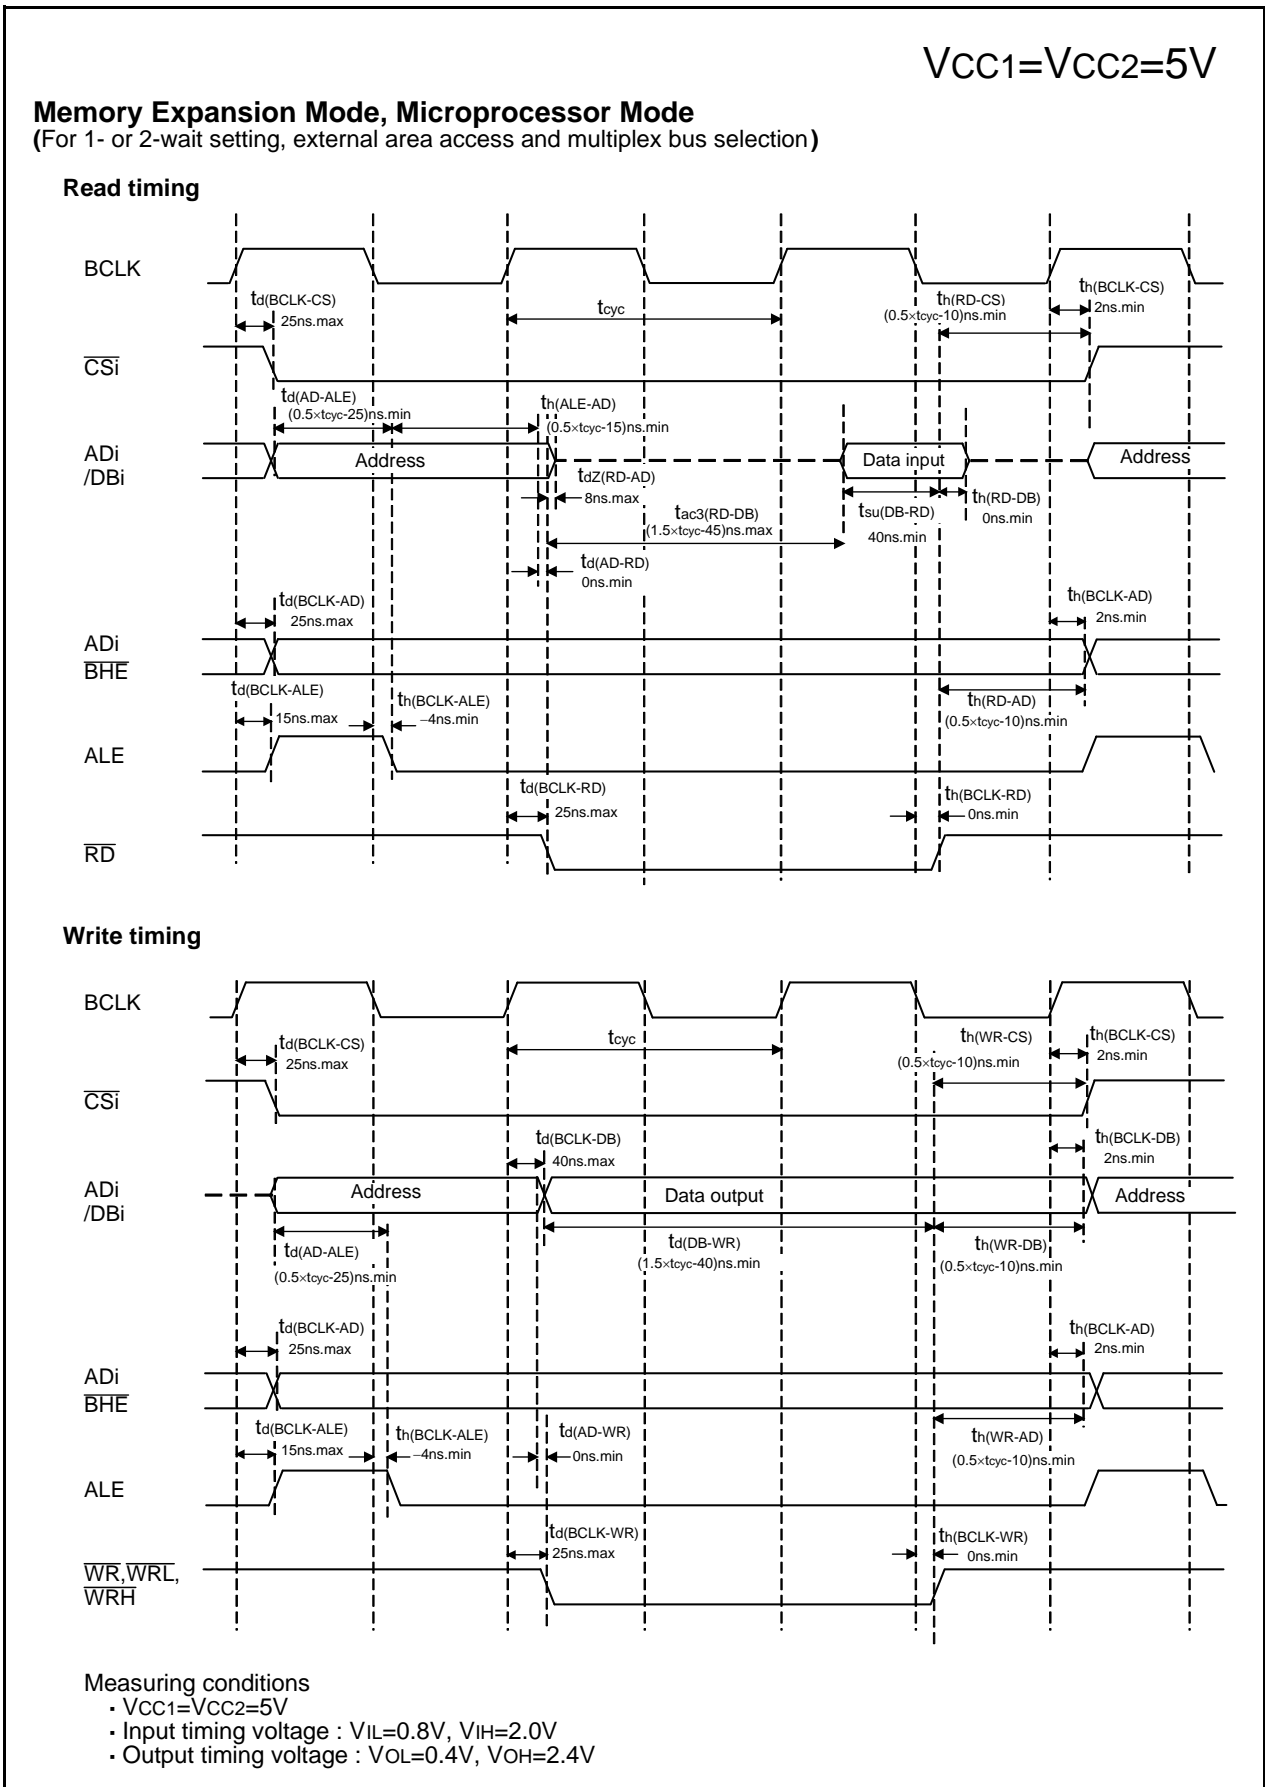 VCC1=VCC2=5V
Memory Expansion Mode, Microprocessor Mode
(For 1- or 2-wait setting, external area access and multiplex bus selection)
Read timing
BCLK
td(BCLK-CS)
25ns.max
tcyc
th(RD-CS)
(0.5×tcyc-10)ns.min
th(BCLK-CS)
2ns.min
CSi
td(AD-ALE)
(0.5×tcyc-25)ns.min
th(ALE-AD)
(0.5×tcyc-15)ns.min
ADi
/DBi
Address
Data input
Address
tdZ(RD-AD)
8ns.max
tac3(RD-DB)
(1.5×tcyc-45)ns.max
tsu(DB-RD)
40ns.min
th(RD-DB)
0ns.min
td(AD-RD)
0ns.min
td(BCLK-AD)
25ns.max
th(BCLK-AD)
2ns.min
ADi
BHE
td(BCLK-ALE)
15ns.max
th(BCLK-ALE)
−4ns.min
th(RD-AD)
(0.5×tcyc-10)ns.min
ALE
td(BCLK-RD)
25ns.max
th(BCLK-RD)
0ns.min
RD
Write timing
BCLK
td(BCLK-CS)
25ns.max
tcyc
th(WR-CS)
(0.5×tcyc-10)ns.min
th(BCLK-CS)
2ns.min
CSi
td(BCLK-DB)
40ns.max
th(BCLK-DB)
2ns.min
ADi
/DBi
Address
Data output
Address
td(AD-ALE)
(0.5×tcyc-25)ns.min
td(DB-WR)
(1.5×tcyc-40)ns.min
th(WR-DB)
(0.5×tcyc-10)ns.min
td(BCLK-AD)
25ns.max
th(BCLK-AD)
2ns.min
ADi
BHE
td(BCLK-ALE)
15ns.max
th(BCLK-ALE)
−4ns.min
td(AD-WR)
0ns.min
th(WR-AD)
(0.5×tcyc-10)ns.min
ALE
td(BCLK-WR)
25ns.max
th(BCLK-WR)
0ns.min
WR,WRL,
WRH
Measuring conditions
· VCC1=VCC2=5V
· Input timing voltage : VIL=0.8V, VIH=2.0V
· Output timing voltage : VOL=0.4V, VOH=2.4V